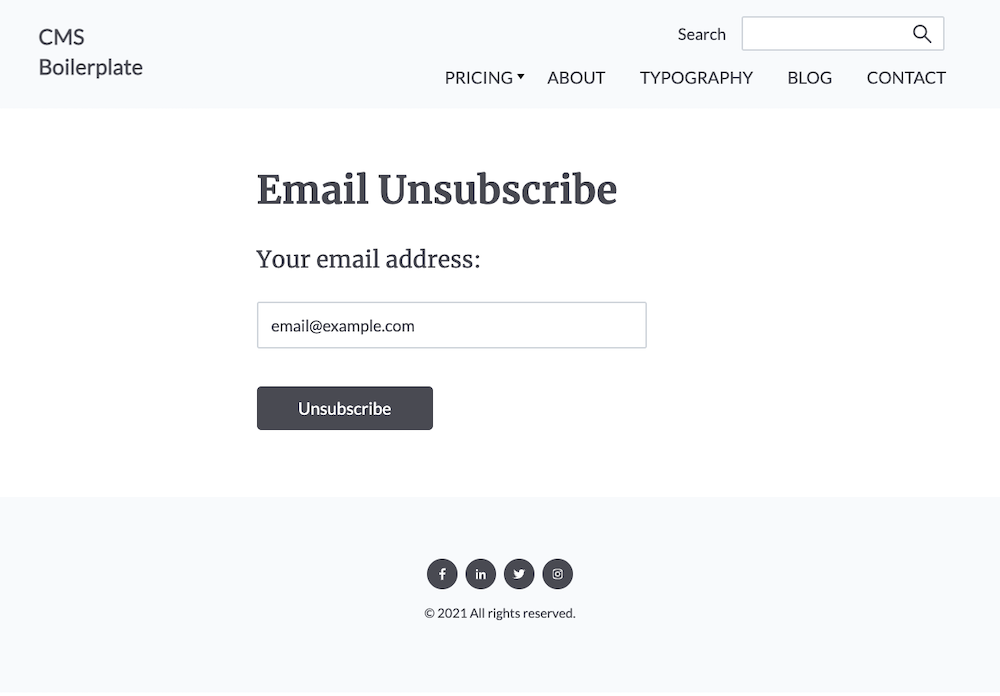 CMS
Boilerplate
Search
PRICING ABOUT TYPOGRAPHY BLOG CONTACT
Email Unsubscribe
Your email address:
email@example.com
Unsubscribe
© 2021 All rights reserved.